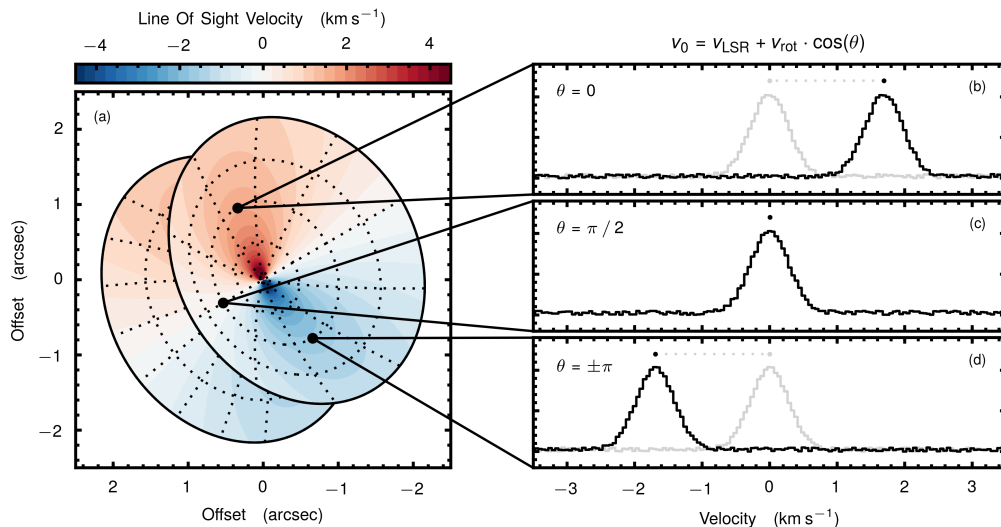 Line Of Sight Velocity (km s⁻¹)
−4 −2 0 2 4
(a)
2
1
0
−1
−2
Offset (arcsec)
2 1 0 −1 −2
Offset (arcsec)
v₀ = v_LSR + v_rot · cos(θ)
θ = 0 (b)
θ = π / 2 (c)
θ = ±π (d)
−3 −2 −1 0 1 2 3
Velocity (km s⁻¹)